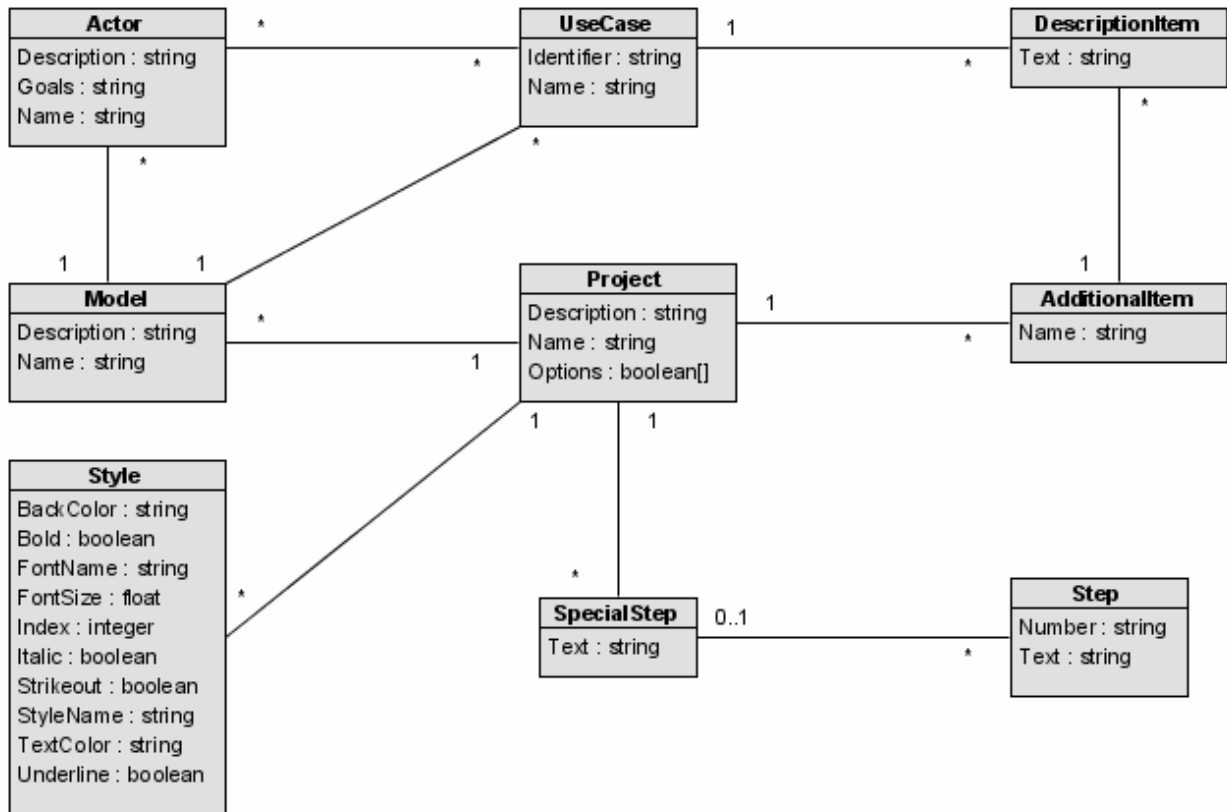 Actor
Description : string
Goals : string
Name : string
*
*
UseCase
Identifier : string
Name : string
1
*
DescriptionItem
Text : string
*
1
*
1
*
1
Model
Description : string
Name : string
*
1
Project
Description : string
Name : string
Options : boolean[]
1
*
AdditionalItem
Name : string
1
1
Style
BackColor : string
Bold : boolean
FontName : string
FontSize : float
Index : integer
Italic : boolean
Strikeout : boolean
StyleName : string
TextColor : string
Underline : boolean
*
*
SpecialStep
Text : string
0..1
*
Step
Number : string
Text : string